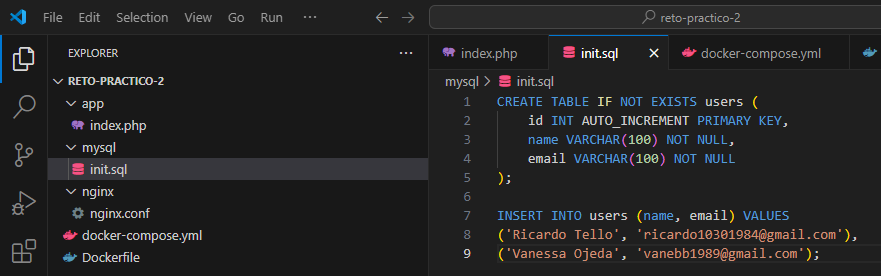 File Edit Selection View Go Run ··· reto-practico-2
EXPLORER ···
RETO-PRACTICO-2
app
index.php
mysql
init.sql
nginx
nginx.conf
docker-compose.yml
Dockerfile
index.php init.sql docker-compose.yml
mysql > init.sql
1 CREATE TABLE IF NOT EXISTS users (
2 id INT AUTO_INCREMENT PRIMARY KEY,
3 name VARCHAR(100) NOT NULL,
4 email VARCHAR(100) NOT NULL
5 );
6
7 INSERT INTO users (name, email) VALUES
8 ('Ricardo Tello', 'ricardo10301984@gmail.com'),
9 ('Vanessa Ojeda', 'vanebb1989@gmail.com');